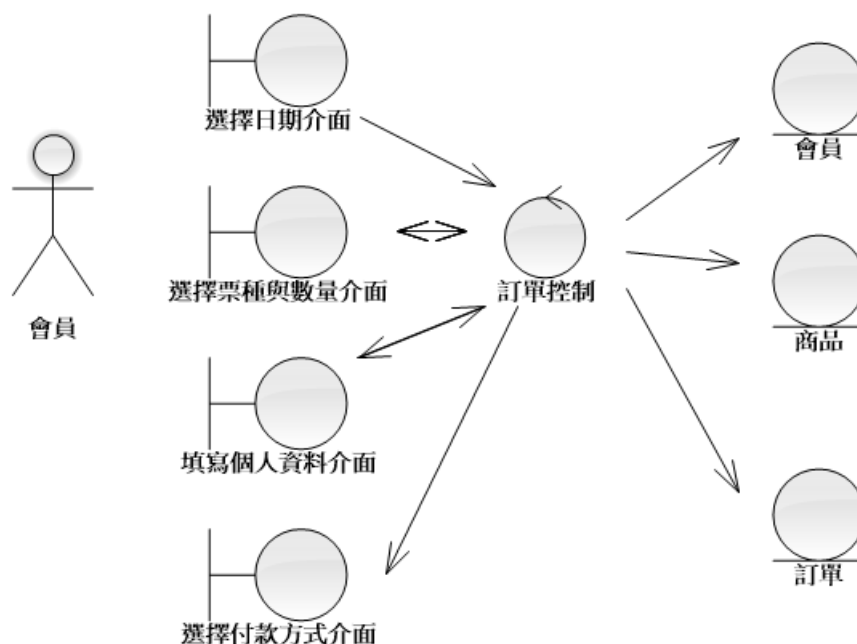 選擇日期介面
會員
選擇票種與數量介面
訂單控制
會員
商品
填寫個人資料介面
訂單
選擇付款方式介面